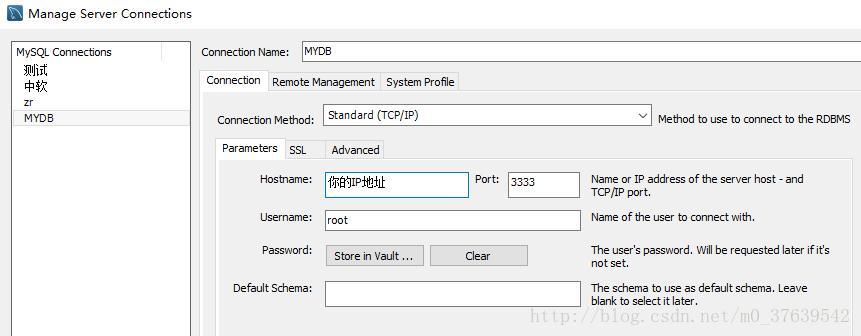 Manage Server Connections
MySQL Connections
测试
中软
zr
MYDB
Connection Name: MYDB
Connection Remote Management System Profile
Connection Method: Standard (TCP/IP) Method to use to connect to the RDBMS
Parameters SSL Advanced
Hostname: 你的IP地址 Port: 3333 Name or IP address of the server host - and
TCP/IP port.
Username: root Name of the user to connect with.
Password: Store in Vault ... Clear The user's password. Will be requested later if it's
not set.
Default Schema: The schema to use as default schema. Leave
blank to select it later.
http://blog.csdn.net/m0_37639542